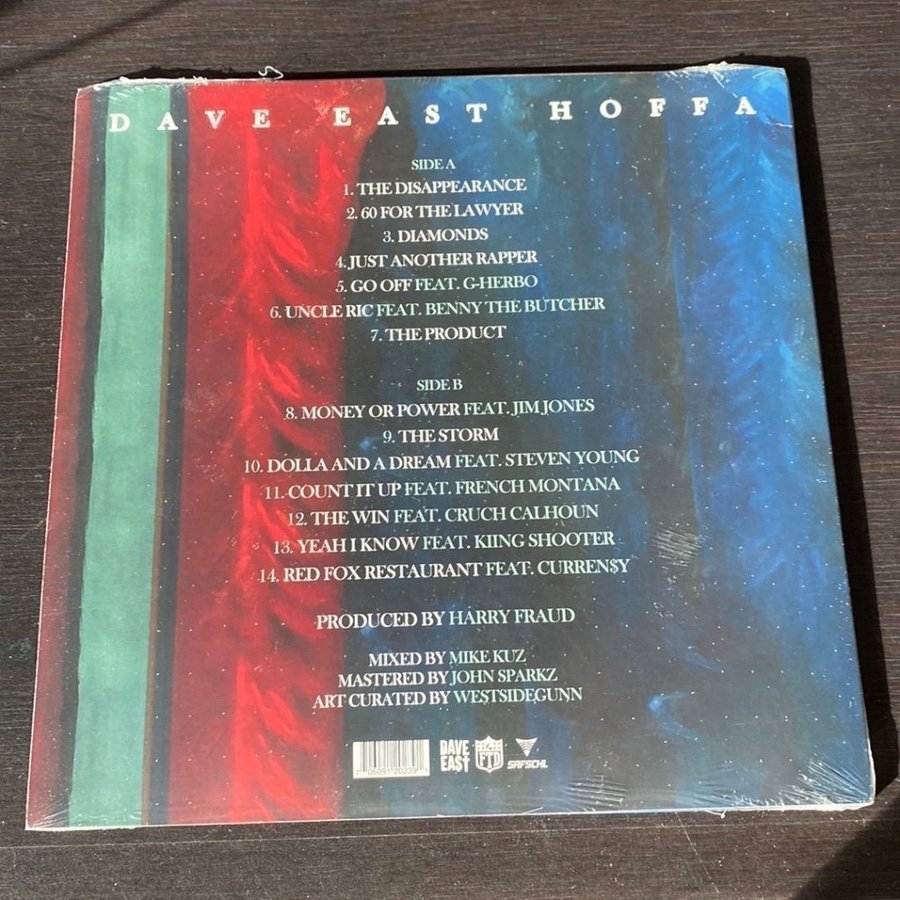 DAVE EAST HOFFA
SIDE A
1. THE DISAPPEARANCE
2. 60 FOR THE LAWYER
3. DIAMONDS
4. JUST ANOTHER RAPPER
5. GO OFF FEAT. G-HERBO
6. UNCLE RIC FEAT. BENNY THE BUTCHER
7. THE PRODUCT
SIDE B
8. MONEY OR POWER FEAT. JIM JONES
9. THE STORM
10. DOLLA AND A DREAM FEAT. STEVEN YOUNG
11. COUNT IT UP FEAT. FRENCH MONTANA
12. THE WIN FEAT. CRUCH CALHOUN
13. YEAH I KNOW FEAT. KIING SHOOTER
14. RED FOX RESTAURANT FEAT. CURREN$Y
PRODUCED BY HARRY FRAUD
MIXED BY MIKE KUZ
MASTERED BY JOHN SPARKZ
ART CURATED BY WE$TSIDEGUNN
DAVE
EA$T
FTD
SRFSCHL